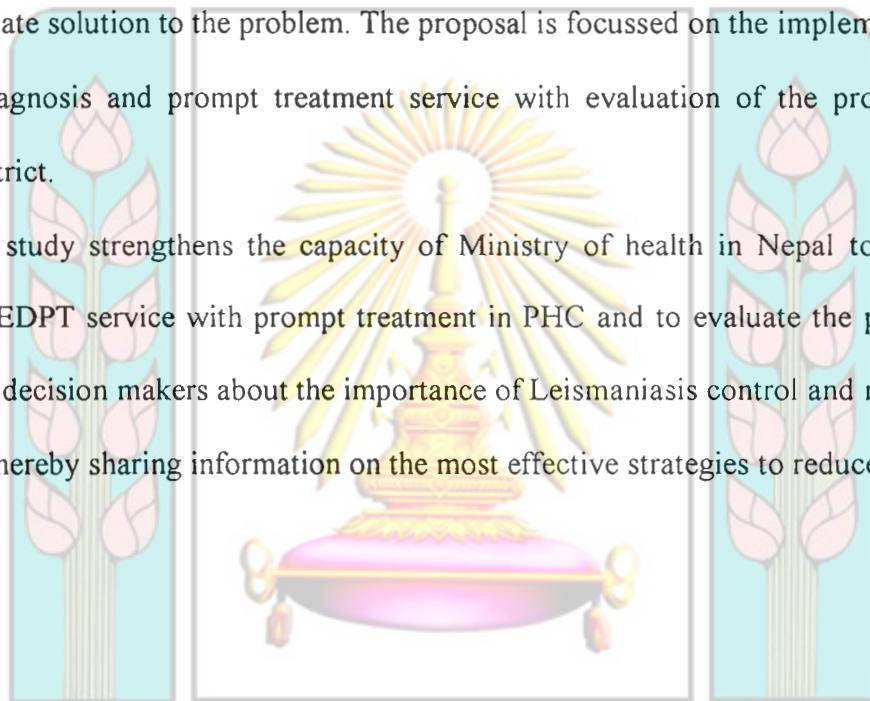 ate solution to the problem. The proposal is focussed on the implem
agnosis and prompt treatment service with evaluation of the pro
trict.
study strengthens the capacity of Ministry of health in Nepal to
EDPT service with prompt treatment in PHC and to evaluate the p
decision makers about the importance of Leismaniasis control and
hereby sharing information on the most effective strategies to reduce